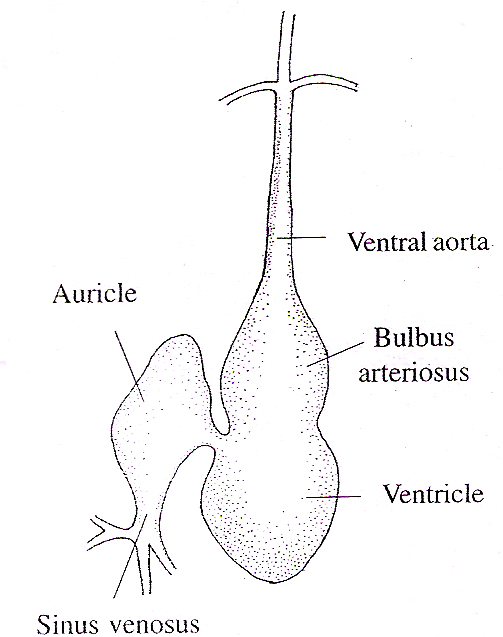 Ventral aorta
Auricle
Bulbus
arteriosus
Ventricle
Sinus venosus